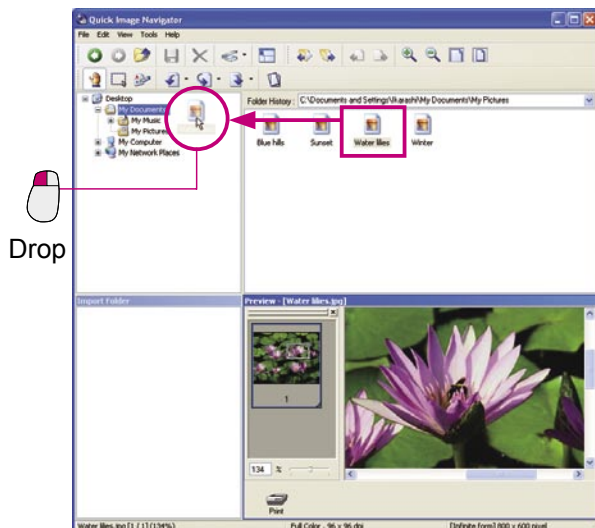 Quick Image Navigator
File Edit View Tools Help
Desktop
My Documents
My Music
My Pictures
My Computer
My Network Places
Folder History : C:\Documents and Settings\Ikarashi\My Documents\My Pictures
Blue hills Sunset Water lilies Winter
Drop
Import Folder
Preview - [Water lilies.jpg]
1
134 %
Print
Water lilies.jpg [1 / 1] (134%) Full Color , 96 x 96 dpi [Infinite form] 800 x 600 pixel